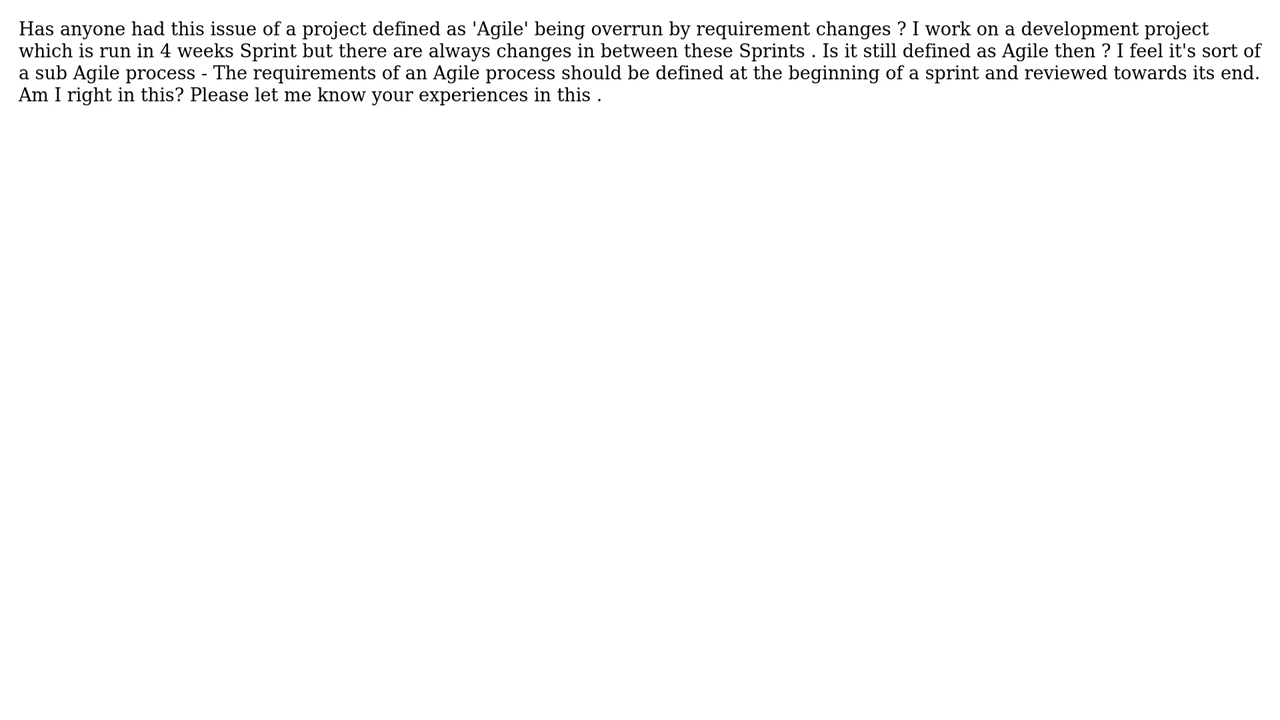 Has anyone had this issue of a project defined as 'Agile' being overrun by requirement changes ? I work on a development project
which is run in 4 weeks Sprint but there are always changes in between these Sprints . Is it still defined as Agile then ? I feel it's sort of
a sub Agile process - The requirements of an Agile process should be defined at the beginning of a sprint and reviewed towards its end.
Am I right in this? Please let me know your experiences in this .